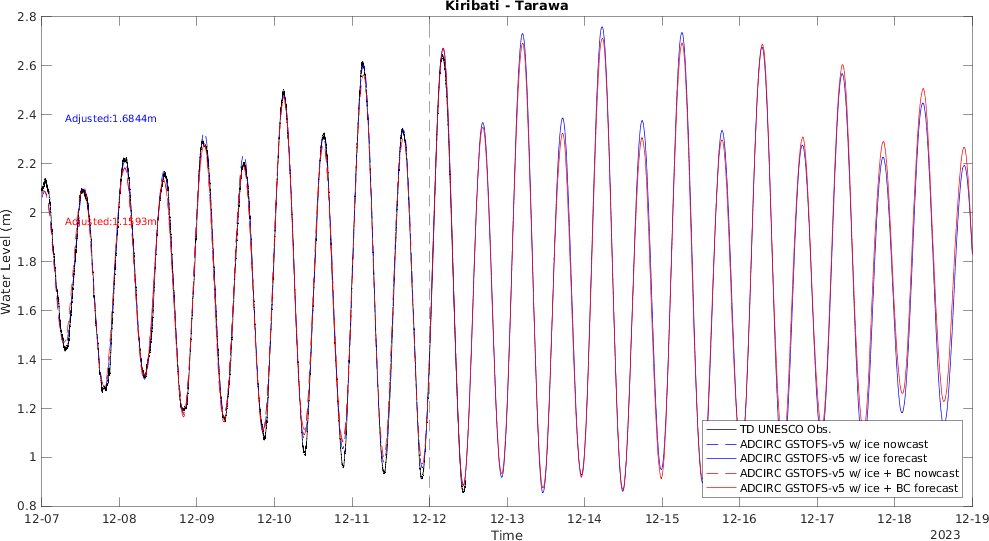 Kiribati - Tarawa
Water Level (m)
2.8
2.6
2.4
2.2
2
1.8
1.6
1.4
1.2
1
0.8
Adjusted:1.6844m
Adjusted:1.1593m
TD UNESCO Obs.
ADCIRC GSTOFS-v5 w/ ice nowcast
ADCIRC GSTOFS-v5 w/ ice forecast
ADCIRC GSTOFS-v5 w/ ice + BC nowcast
ADCIRC GSTOFS-v5 w/ ice + BC forecast
12-07 12-08 12-09 12-10 12-11 12-12 12-13 12-14 12-15 12-16 12-17 12-18 12-19
Time
2023